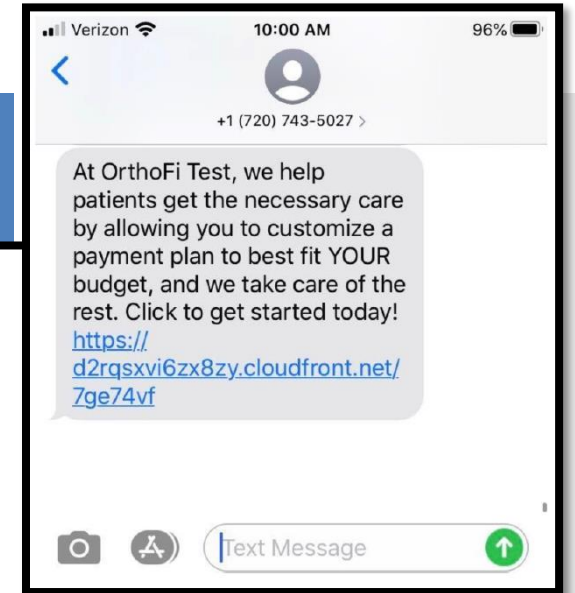 Verizon 10:00 AM 96%
+1 (720) 743-5027 >
At OrthoFi Test, we help
patients get the necessary care
by allowing you to customize a
payment plan to best fit YOUR
budget, and we take care of the
rest. Click to get started today!
https://
d2rqsxvi6zx8zy.cloudfront.net/
7ge74vf
Text Message